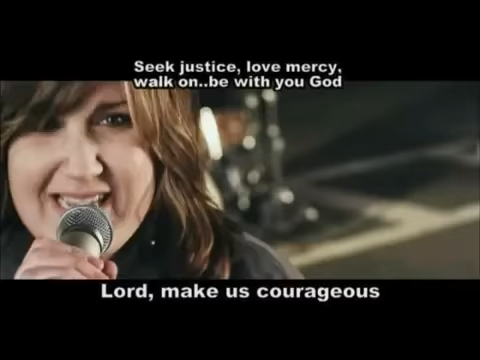 Seek justice, love mercy,
walk on..be with you God
Lord, make us courageous